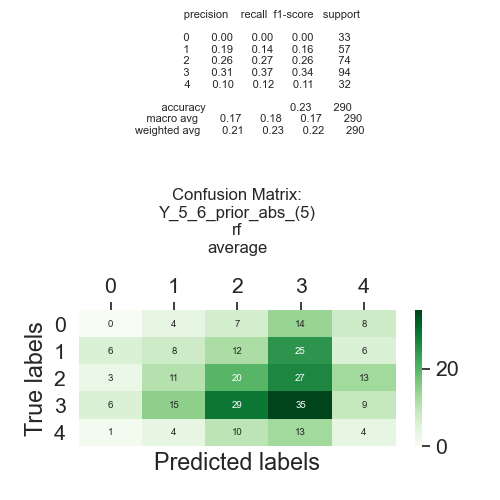 precision recall f1-score support
0 0.00 0.00 0.00 33
1 0.19 0.14 0.16 57
2 0.26 0.27 0.26 74
3 0.31 0.37 0.34 94
4 0.10 0.12 0.11 32
accuracy 0.23 290
macro avg 0.17 0.18 0.17 290
weighted avg 0.21 0.23 0.22 290
Confusion Matrix:
Y_5_6_prior_abs_(5)
rf
average
0 1 2 3 4
True labels
0 0 4 7 14 8
1 6 8 12 25 6
2 3 11 20 27 13
3 6 15 29 35 9
4 1 4 10 13 4
Predicted labels
20
0